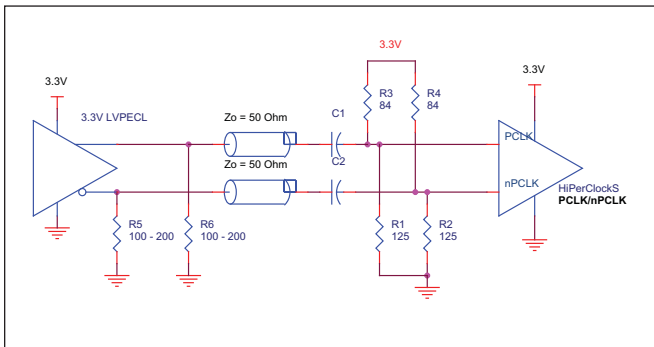 3.3V
3.3V
3.3V
3.3V LVPECL
R3
84
R4
84
Zo = 50 Ohm
C1
PCLK
Zo = 50 Ohm
C2
nPCLK
HiPerClockS
PCLK/nPCLK
R5
100 - 200
R6
100 - 200
R1
125
R2
125